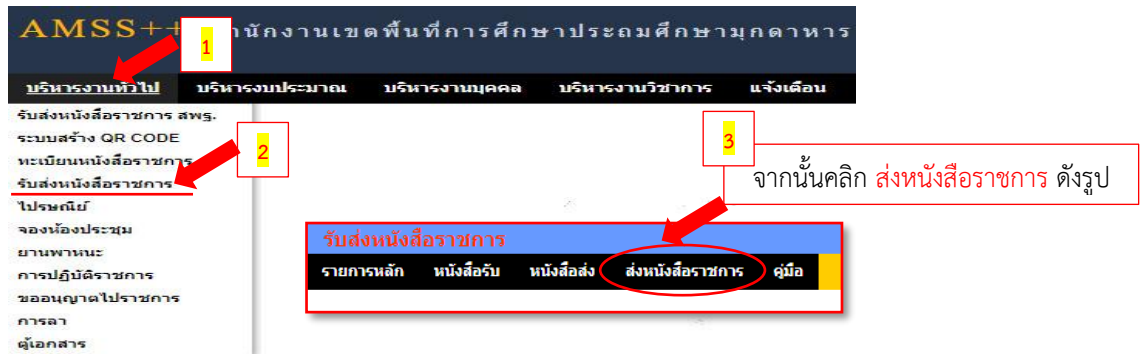 AMSS++ สำนักงานเขตพื้นที่การศึกษาประถมศึกษามุกดาหาร
1
บริหารงานทั่วไป บริหารงบประมาณ บริหารงานบุคคล บริหารงานวิชาการ แจ้งเตือน
รับส่งหนังสือราชการ สพฐ.
ระบบสร้าง QR CODE
ทะเบียนหนังสือราชการ
2
รับส่งหนังสือราชการ
ไปรษณีย์
จองห้องประชุม
ยานพาหนะ
การปฏิบัติราชการ
ขออนุญาตไปราชการ
การลา
ตู้เอกสาร
3
จากนั้นคลิก ส่งหนังสือราชการ ดังรูป
รับส่งหนังสือราชการ
รายการหลัก หนังสือรับ หนังสือส่ง ส่งหนังสือราชการ คู่มือ